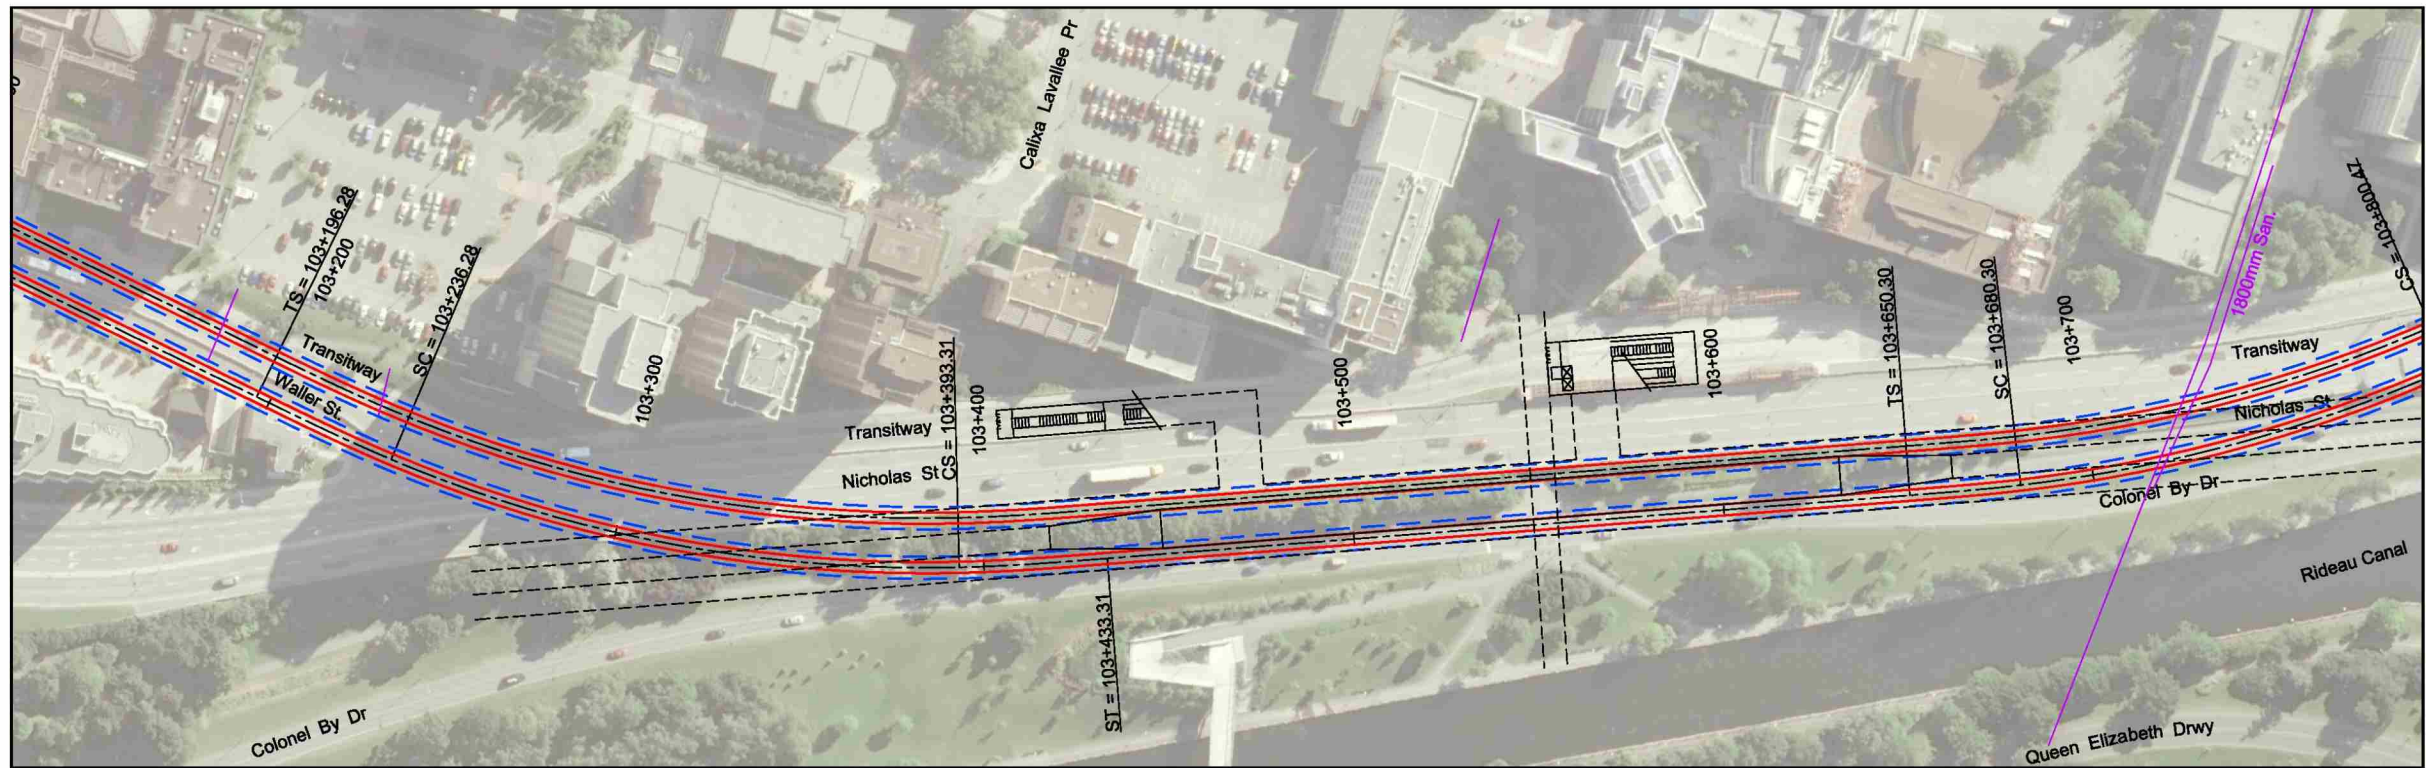 Calixa Lavallee Pr
TS = 103+196.28
103+200
SC = 103+236.28
Transitway
Waller St.
103+300
CS = 103+393.31
103+400
Transitway
Nicholas St
ST = 103+433.31
103+500
103+600
TS = 103+650.30
SC = 103+680.30
103+700
1800mm San.
CS = 103+800.47
Transitway
Nicholas St
Colonel By Dr
Rideau Canal
Colonel By Dr
Queen Elizabeth Drwy